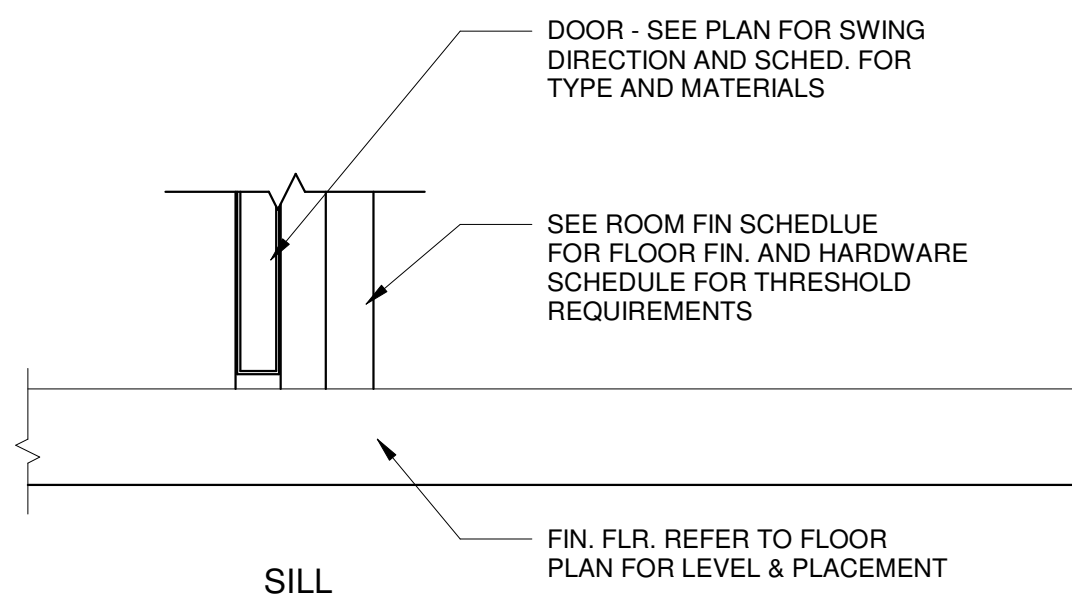 DOOR - SEE PLAN FOR SWING
DIRECTION AND SCHED. FOR
TYPE AND MATERIALS
SEE ROOM FIN SCHEDLUE
FOR FLOOR FIN. AND HARDWARE
SCHEDULE FOR THRESHOLD
REQUIREMENTS
FIN. FLR. REFER TO FLOOR
PLAN FOR LEVEL & PLACEMENT
SILL